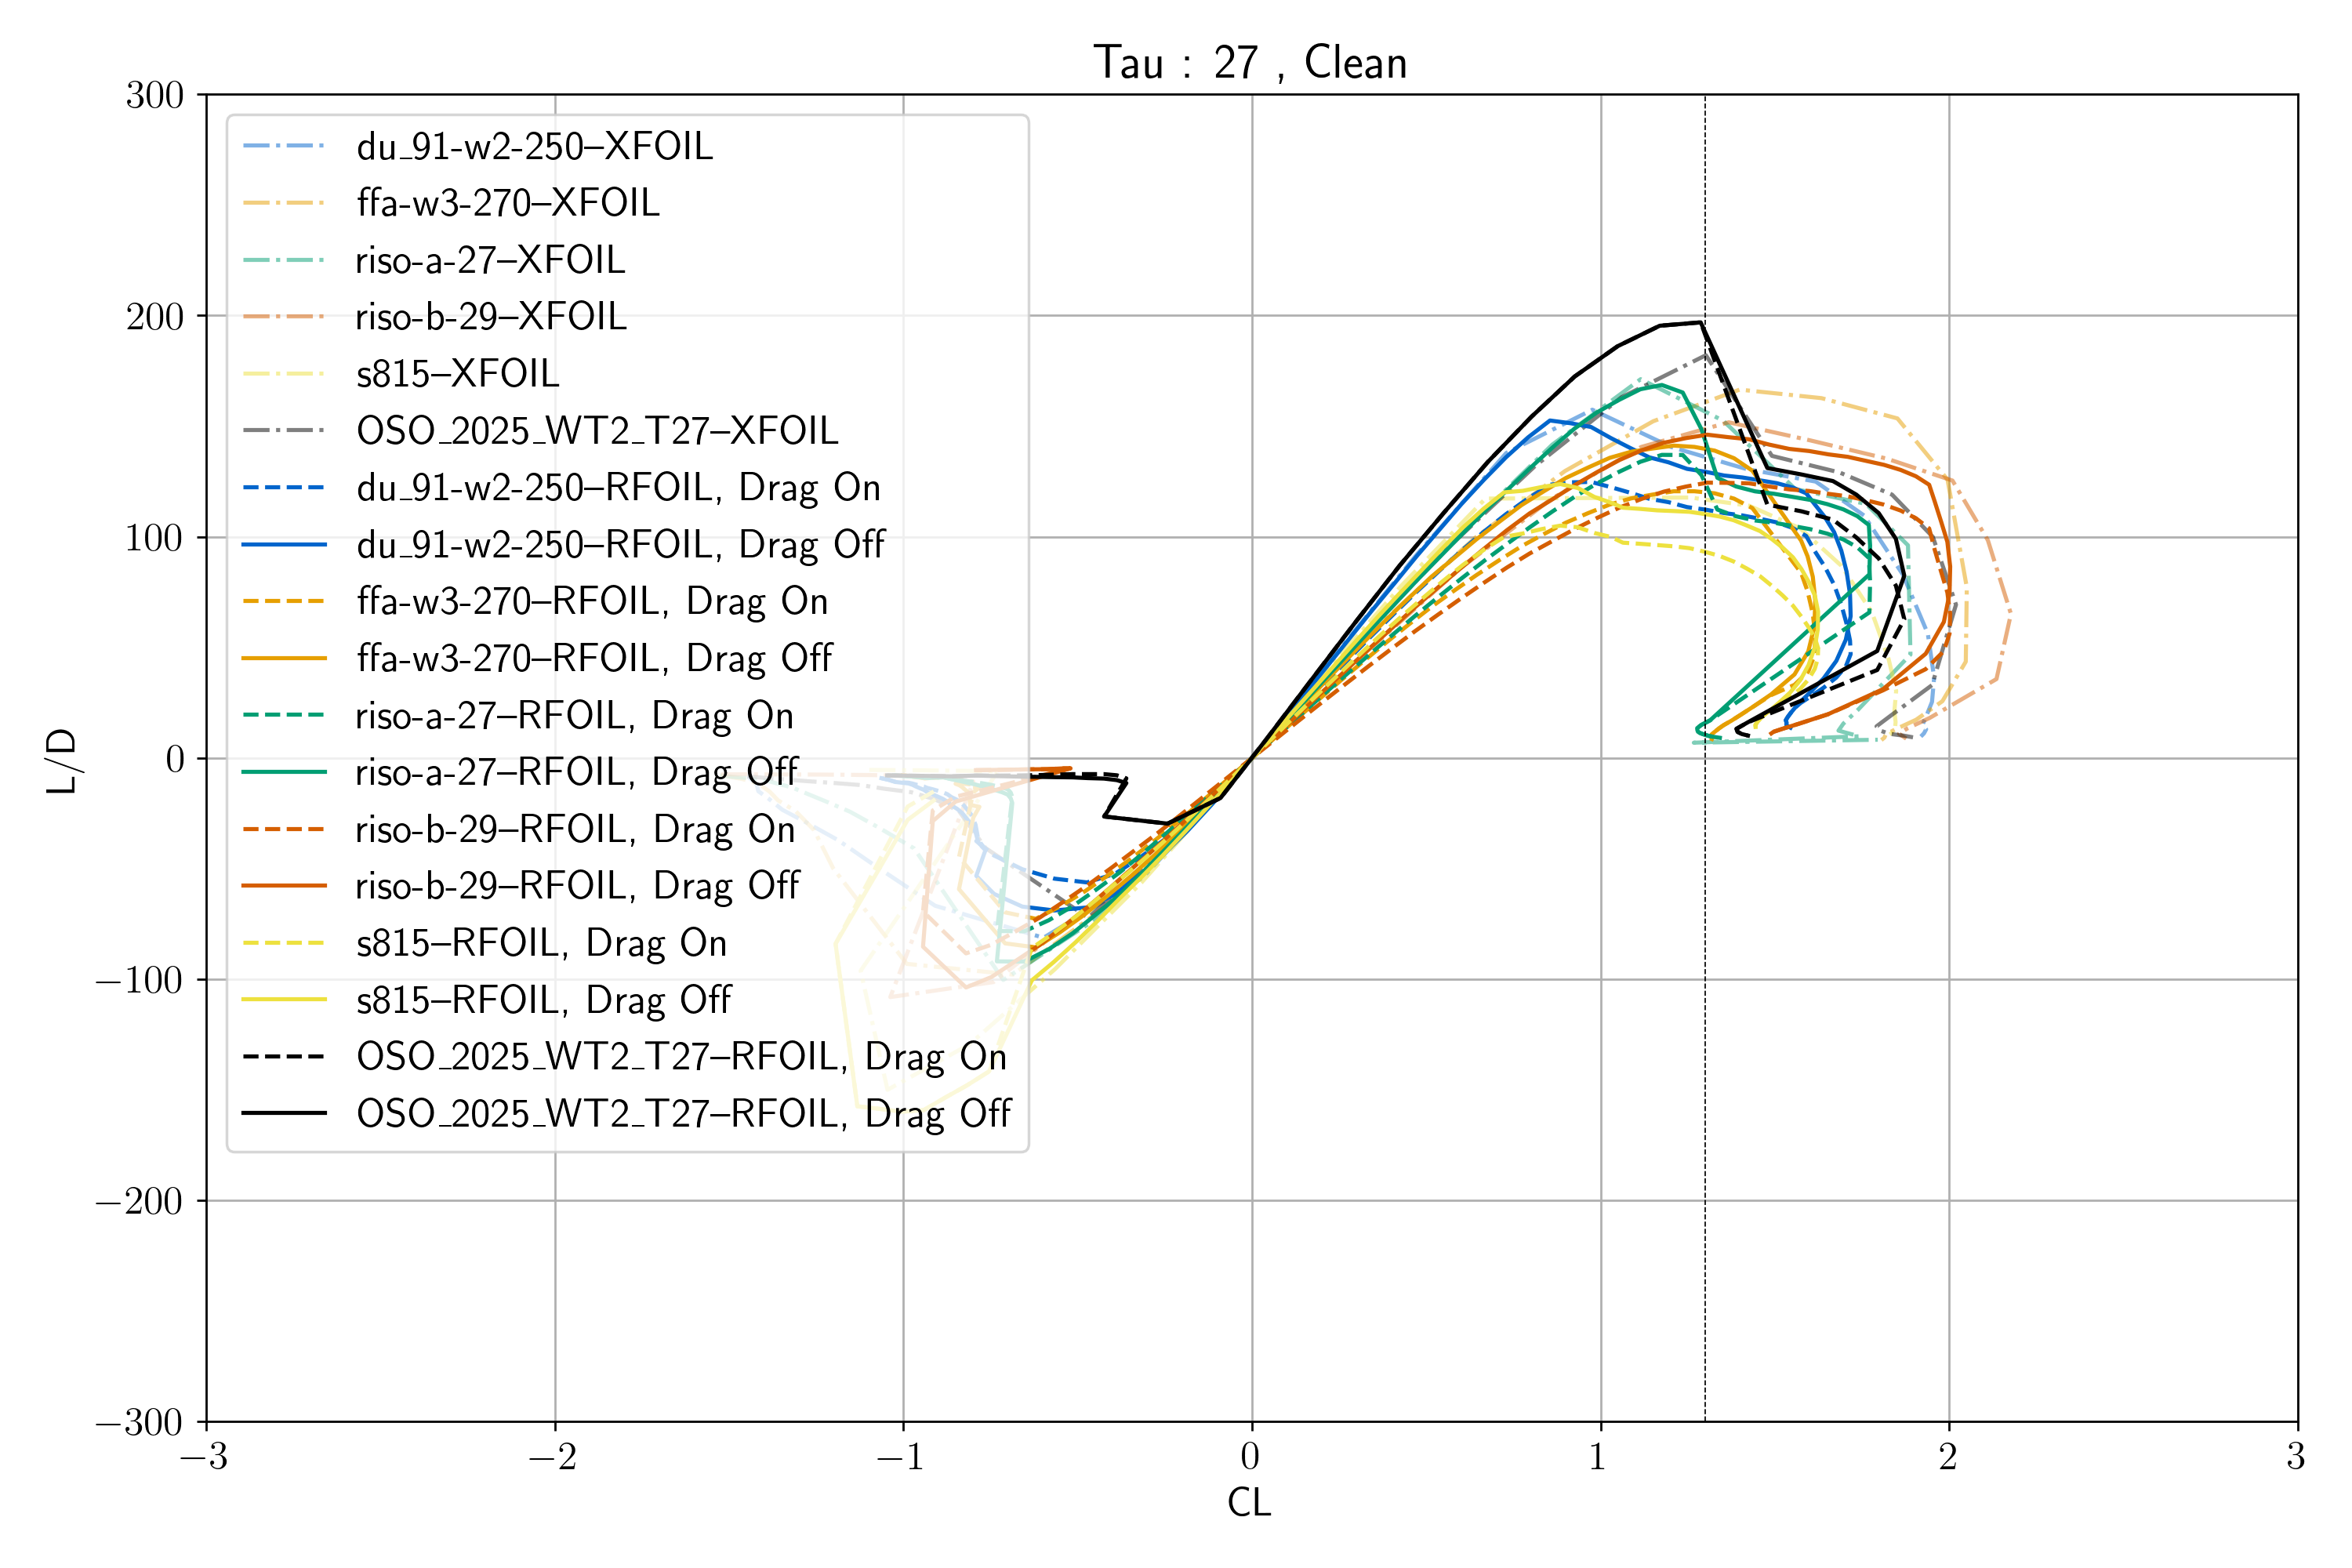 Tau : 27 , Clean
300
200
100
0
−100
−200
−300
L/D
du_91-w2-250–XFOIL
ffa-w3-270–XFOIL
riso-a-27–XFOIL
riso-b-29–XFOIL
s815–XFOIL
OSO_2025_WT2_T27–XFOIL
du_91-w2-250–RFOIL, Drag On
du_91-w2-250–RFOIL, Drag Off
ffa-w3-270–RFOIL, Drag On
ffa-w3-270–RFOIL, Drag Off
riso-a-27–RFOIL, Drag On
riso-a-27–RFOIL, Drag Off
riso-b-29–RFOIL, Drag On
riso-b-29–RFOIL, Drag Off
s815–RFOIL, Drag On
s815–RFOIL, Drag Off
OSO_2025_WT2_T27–RFOIL, Drag On
OSO_2025_WT2_T27–RFOIL, Drag Off
−3 −2 −1 0 1 2 3
CL